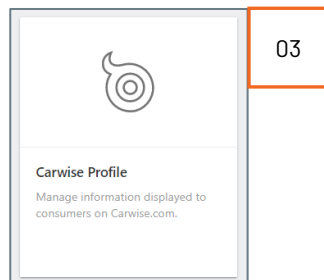 03
Carwise Profile
Manage information displayed to
consumers on Carwise.com.